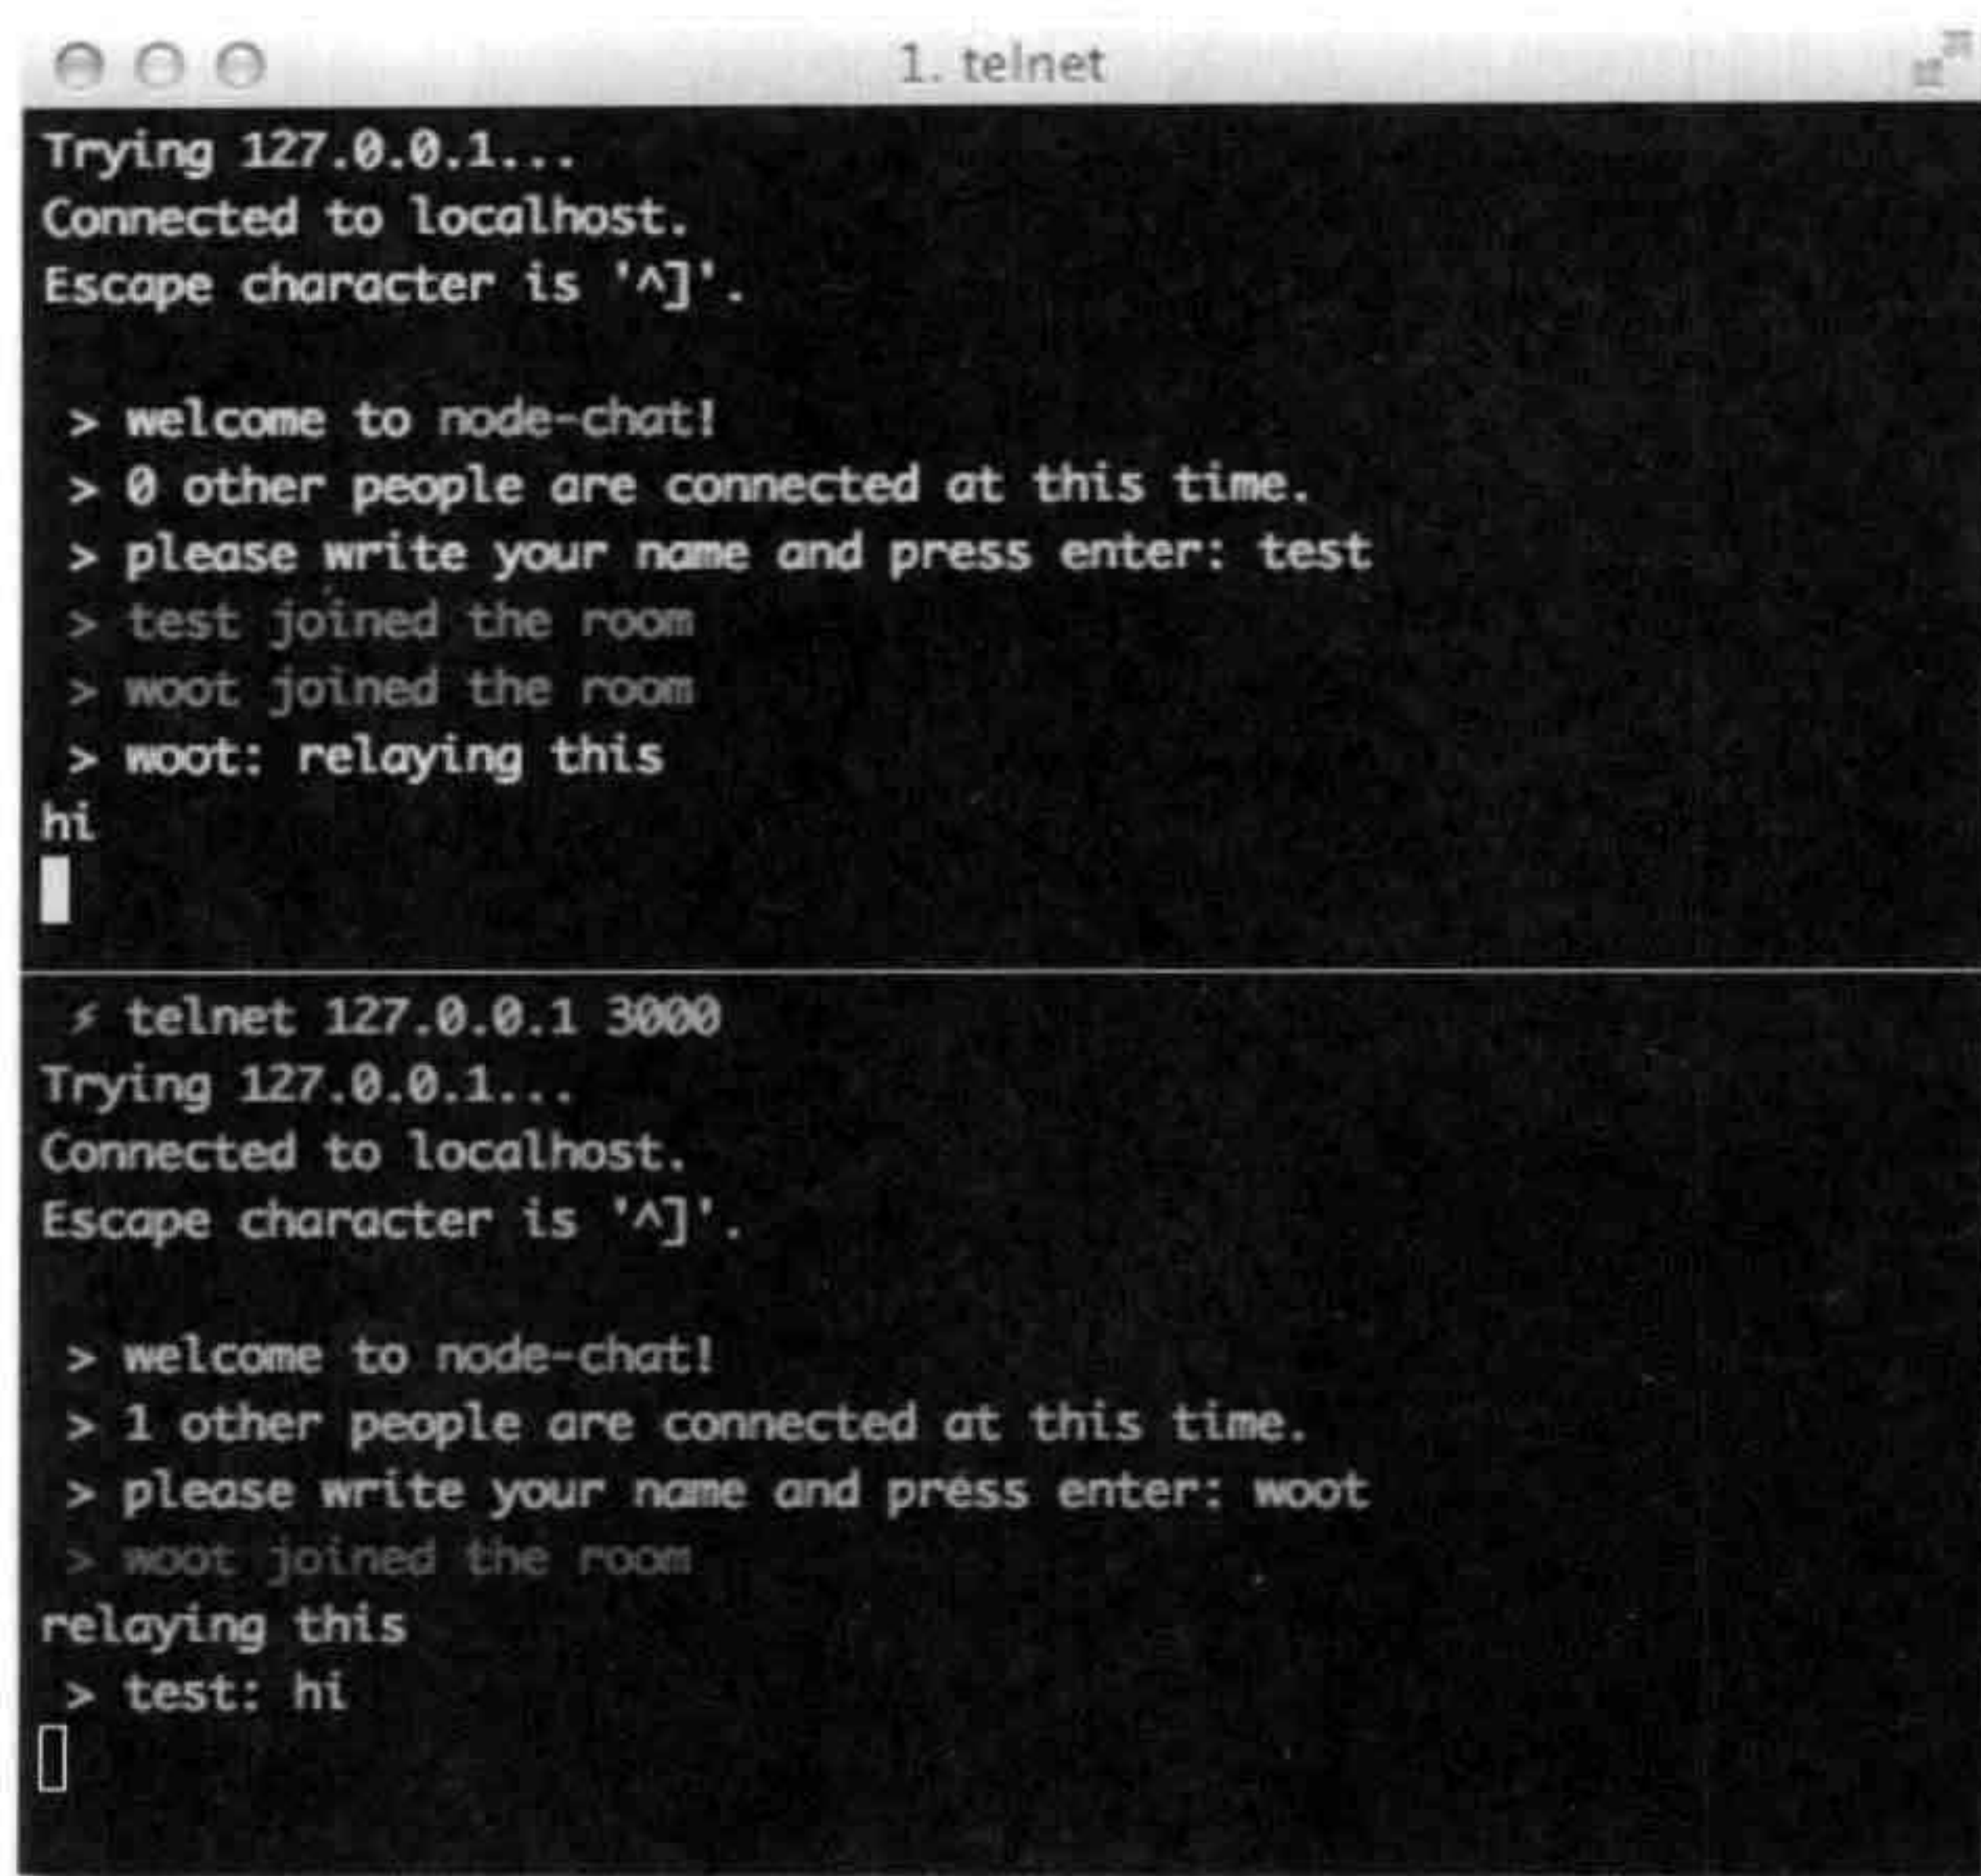 1. telnet
Trying 127.0.0.1...
Connected to localhost.
Escape character is '^]'.
> welcome to node-chat!
> 0 other people are connected at this time.
> please write your name and press enter: test
> test joined the room
> woot joined the room
> woot: relaying this
hi
⚡ telnet 127.0.0.1 3000
Trying 127.0.0.1...
Connected to localhost.
Escape character is '^]'.
> welcome to node-chat!
> 1 other people are connected at this time.
> please write your name and press enter: woot
> woot joined the room
relaying this
> test: hi